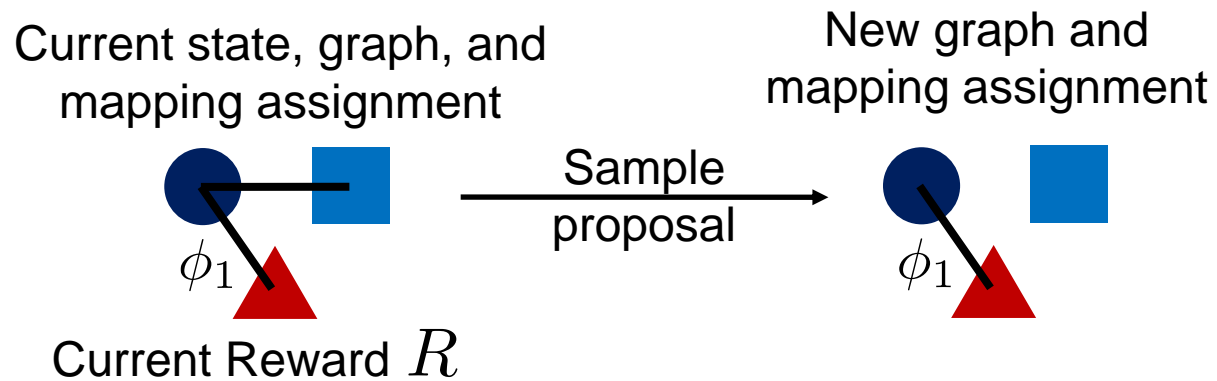 Current state, graph, and
mapping assignment
ϕ₁
Current Reward R
Sample
proposal
New graph and
mapping assignment
ϕ₁